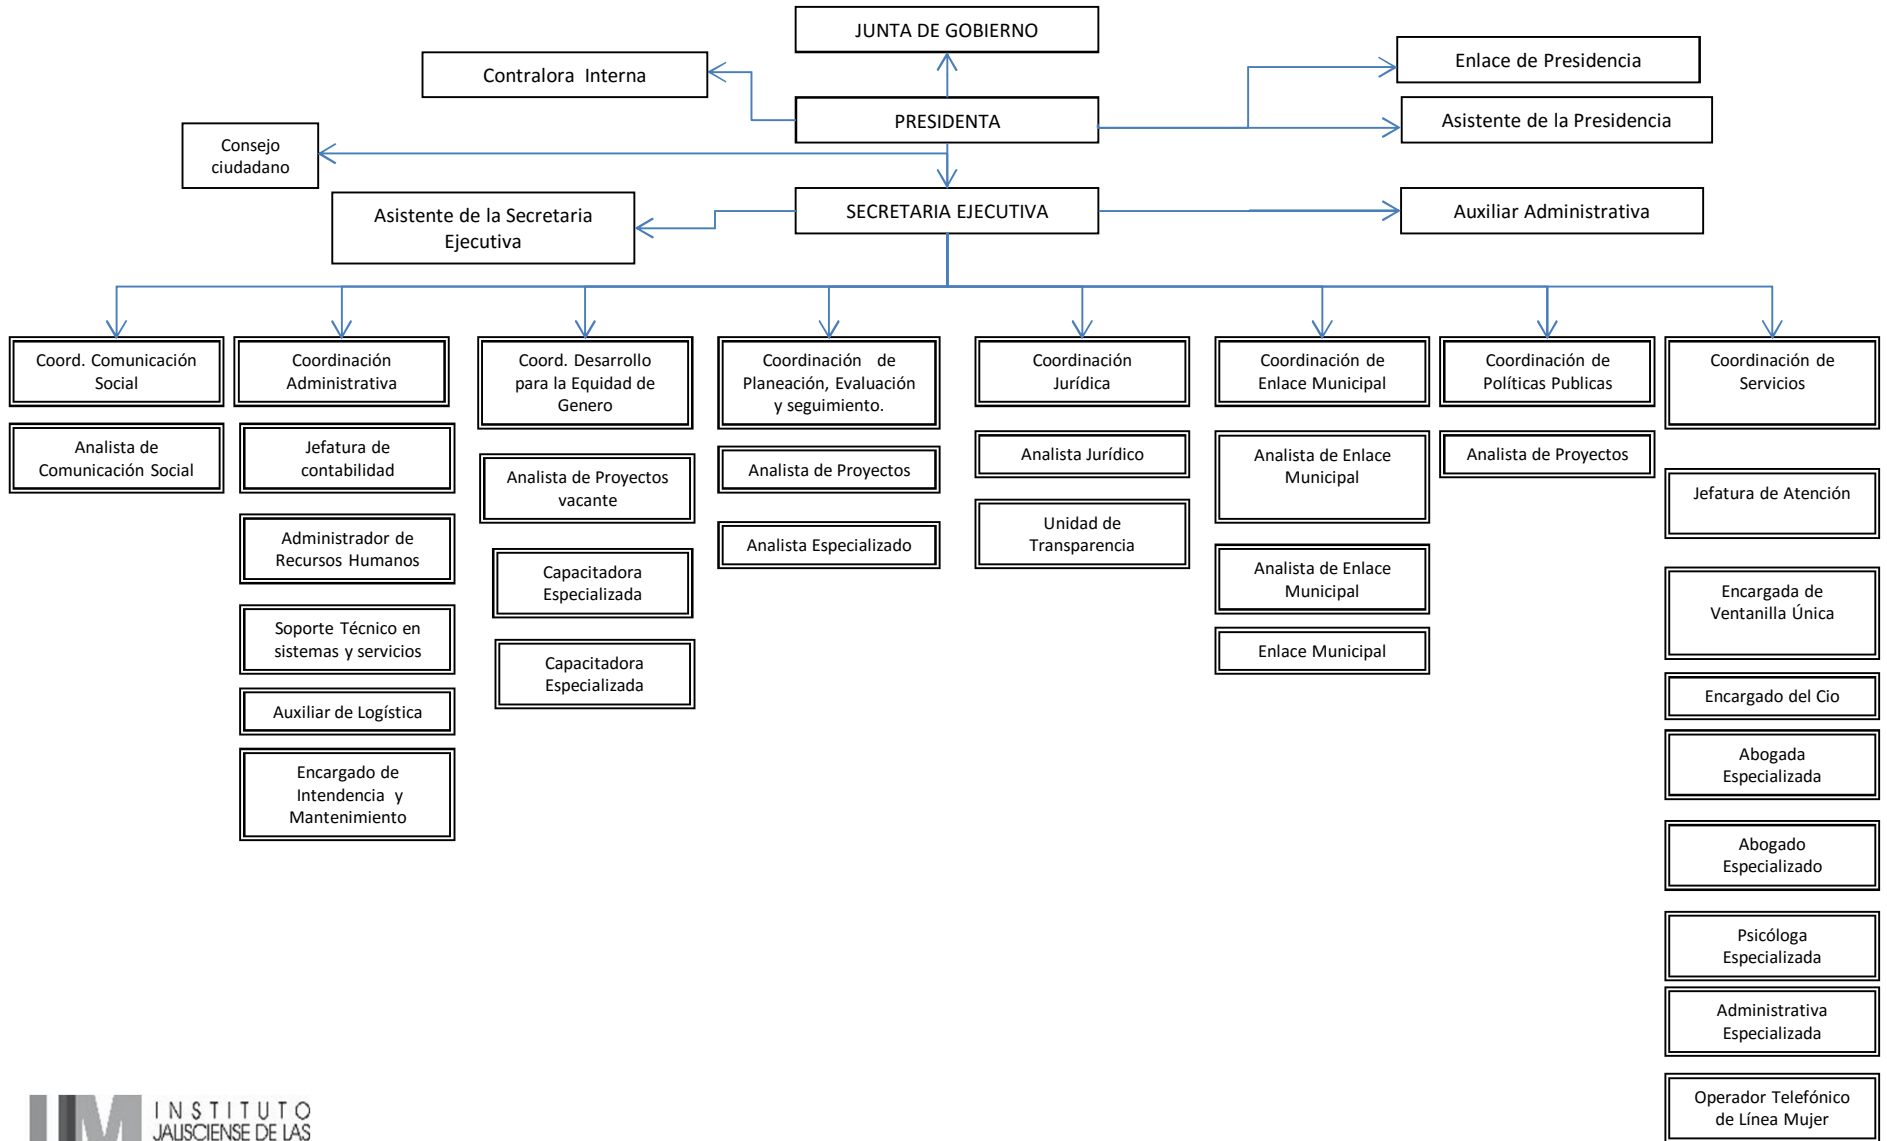 JUNTA DE GOBIERNO
Contralora Interna
Enlace de Presidencia
PRESIDENTA
Asistente de la Presidencia
Consejo
ciudadano
Asistente de la Secretaria
Ejecutiva
SECRETARIA EJECUTIVA
Auxiliar Administrativa
Coord. Comunicación
Social
Analista de
Comunicación Social
Coordinación
Administrativa
Jefatura de
contabilidad
Administrador de
Recursos Humanos
Soporte Técnico en
sistemas y servicios
Auxiliar de Logística
Encargado de
Intendencia y
Mantenimiento
Coord. Desarrollo
para la Equidad de
Genero
Analista de Proyectos
vacante
Capacitadora
Especializada
Capacitadora
Especializada
Coordinación de
Planeación, Evaluación
y seguimiento.
Analista de Proyectos
Analista Especializado
Coordinación
Jurídica
Analista Jurídico
Unidad de
Transparencia
Coordinación de
Enlace Municipal
Analista de Enlace
Municipal
Analista de Enlace
Municipal
Enlace Municipal
Coordinación de
Políticas Publicas
Analista de Proyectos
Coordinación de
Servicios
Jefatura de Atención
Encargada de
Ventanilla Única
Encargado del Cio
Abogada
Especializada
Abogado
Especializado
Psicóloga
Especializada
Administrativa
Especializada
Operador Telefónico
de Línea Mujer
INSTITUTO
JALISCIENSE DE LAS